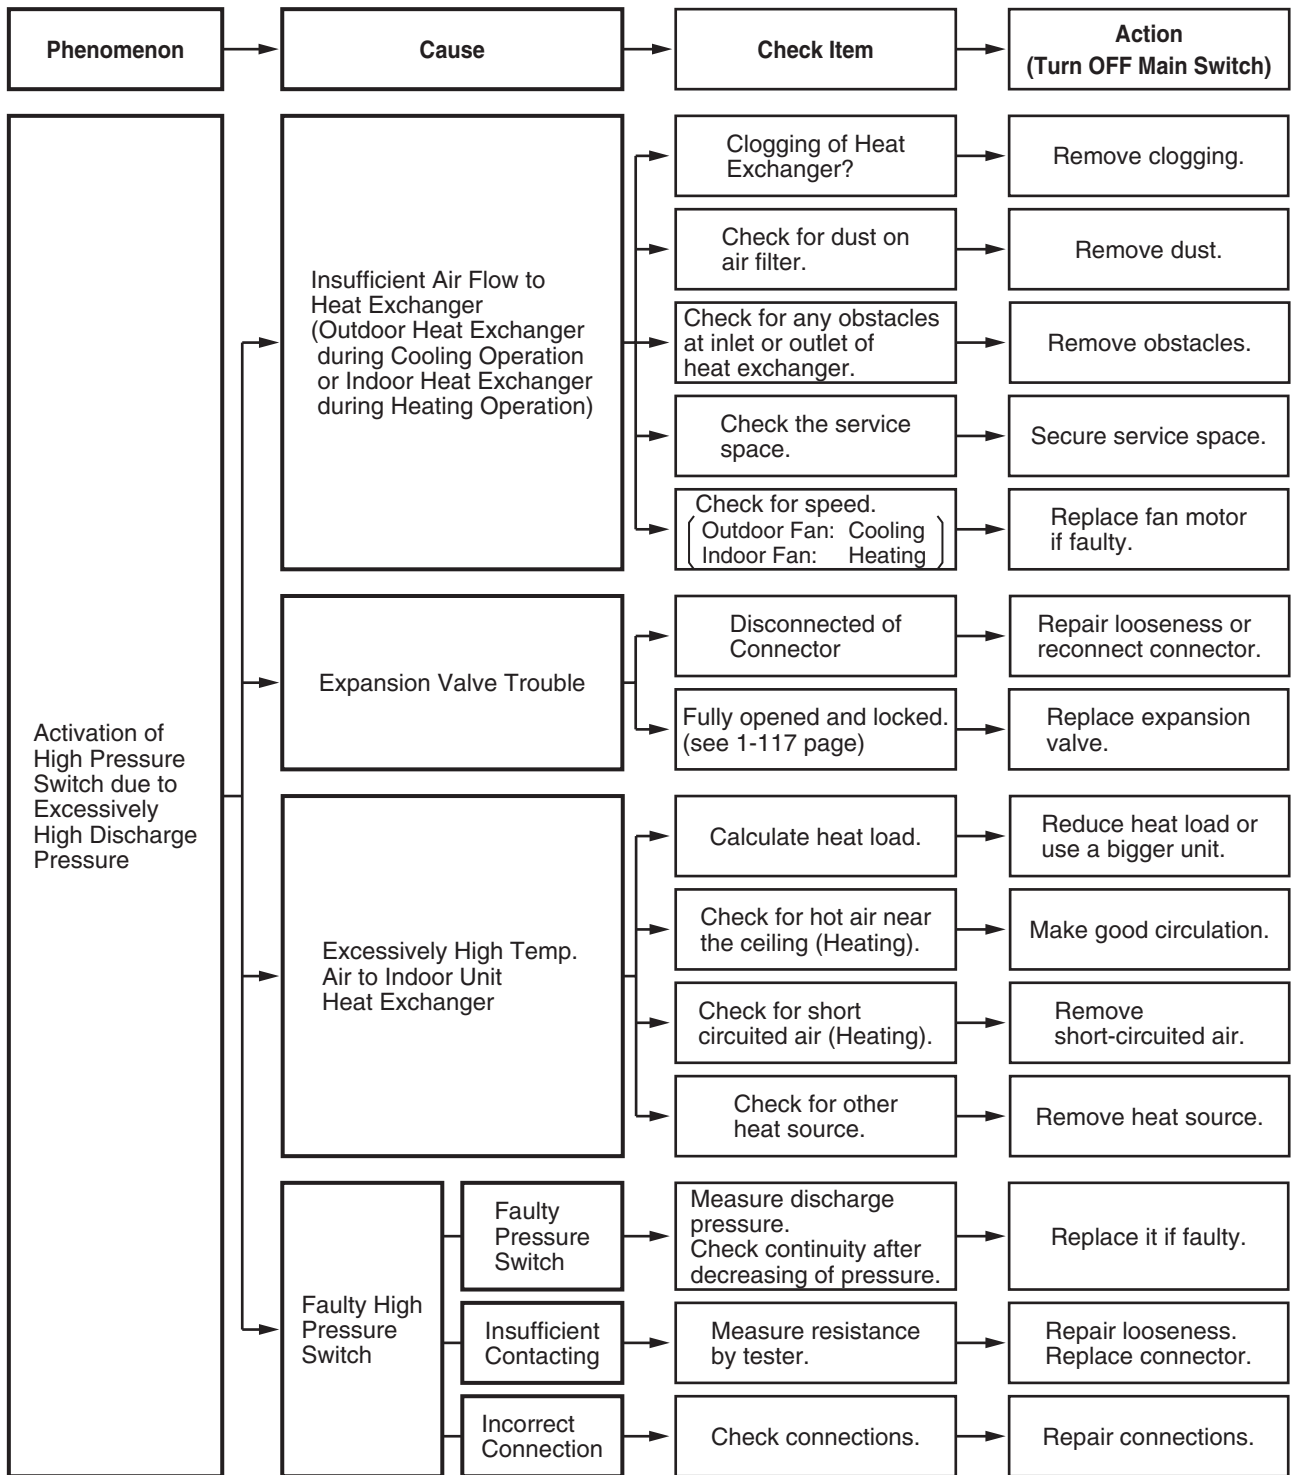 Phenomenon
Cause
Check Item
Action
(Turn OFF Main Switch)
Activation of
High Pressure
Switch due to
Excessively
High Discharge
Pressure
Insufficient Air Flow to
Heat Exchanger
(Outdoor Heat Exchanger
during Cooling Operation
or Indoor Heat Exchanger
during Heating Operation)
Clogging of Heat
Exchanger?
Remove clogging.
Check for dust on
air filter.
Remove dust.
Check for any obstacles
at inlet or outlet of
heat exchanger.
Remove obstacles.
Check the service
space.
Secure service space.
Check for speed.
Outdoor Fan: Cooling
Indoor Fan: Heating
Replace fan motor
if faulty.
Expansion Valve Trouble
Disconnected of
Connector
Repair looseness or
reconnect connector.
Fully opened and locked.
(see 1-117 page)
Replace expansion
valve.
Excessively High Temp.
Air to Indoor Unit
Heat Exchanger
Calculate heat load.
Reduce heat load or
use a bigger unit.
Check for hot air near
the ceiling (Heating).
Make good circulation.
Check for short
circuited air (Heating).
Remove
short-circuited air.
Check for other
heat source.
Remove heat source.
Faulty High
Pressure
Switch
Faulty
Pressure
Switch
Measure discharge
pressure.
Check continuity after
decreasing of pressure.
Replace it if faulty.
Insufficient
Contacting
Measure resistance
by tester.
Repair looseness.
Replace connector.
Incorrect
Connection
Check connections.
Repair connections.